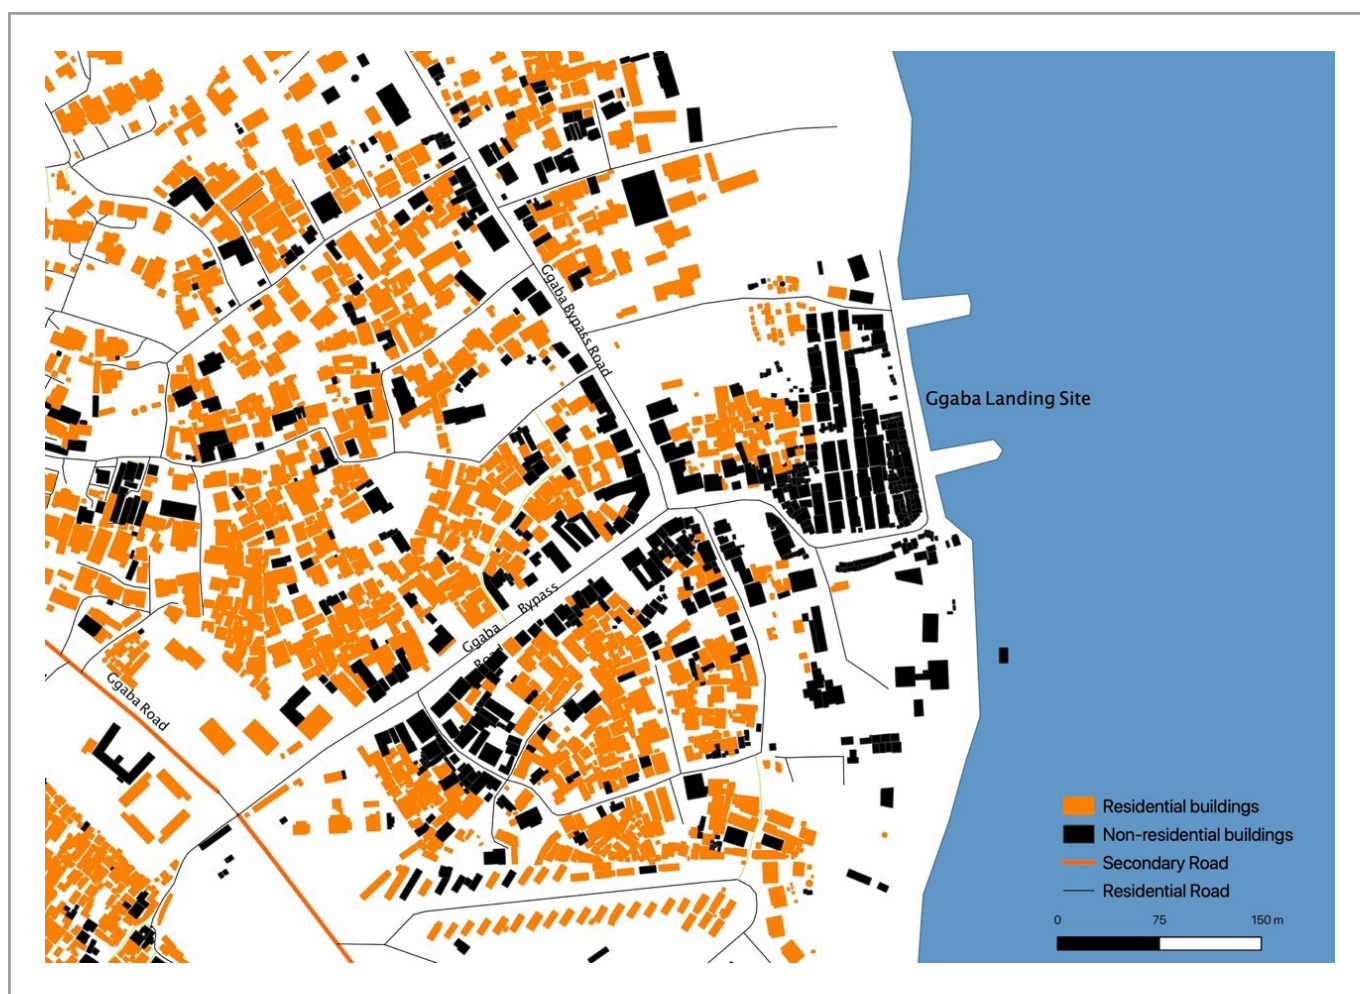 Ggaba Bypass Road
Ggaba Landing Site
Bypass
Ggaba
Road
Ggaba Road
Residential buildings
Non-residential buildings
Secondary Road
Residential Road
0 75 150 m